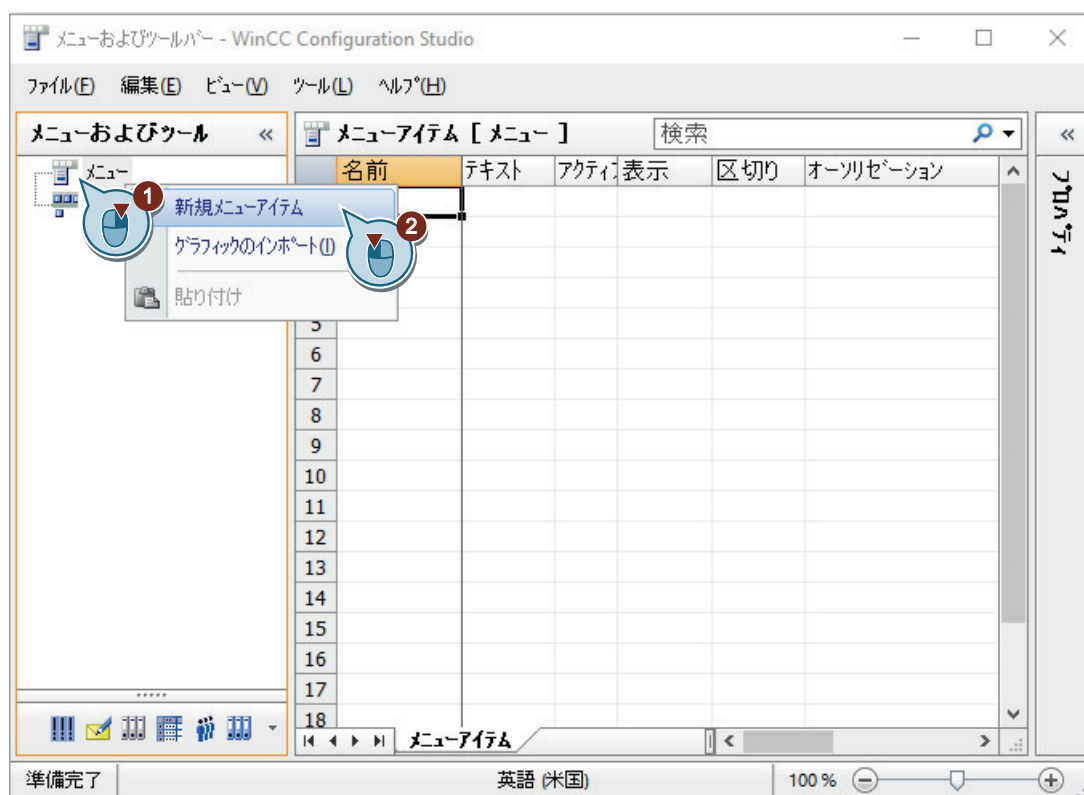 メニューおよびツールバー - WinCC Configuration Studio
ファイル(F) 編集(E) ビュー(V) ツール(L) ヘルプ(H)
メニューおよびツール «
メニューアイテム [ メニュー ] 検索 «
メニュー
名前 テキスト アクティブ 表示 区切り オーソリゼーション
プロパティ
1
新規メニューアイテム
2
グラフィックのインポート(I)
貼り付け
5
6
7
8
9
10
11
12
13
14
15
16
17
18
メニューアイテム
準備完了 英語 (米国) 100 %